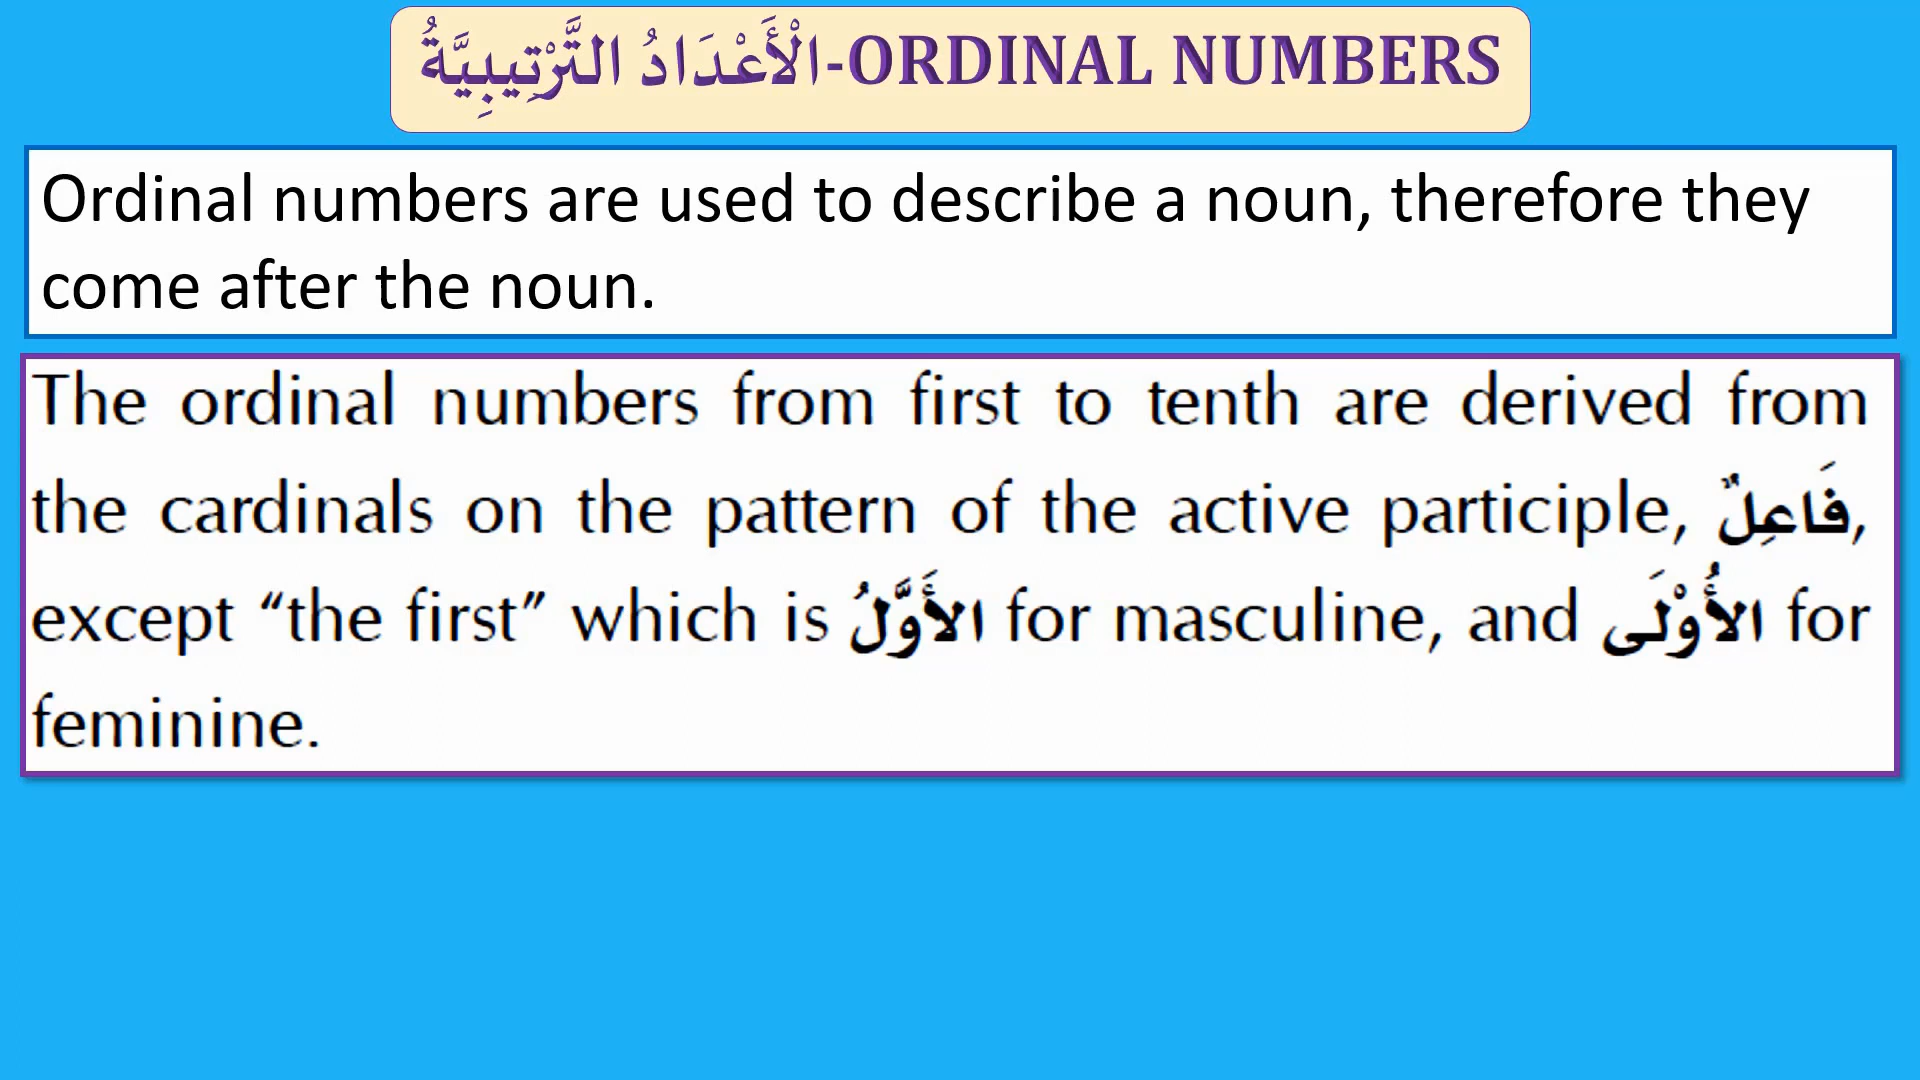 الْأَعْدَادُ التَّرْتِيبِيَّةُ-ORDINAL NUMBERS
Ordinal numbers are used to describe a noun, therefore they
come after the noun.
The ordinal numbers from first to tenth are derived from
the cardinals on the pattern of the active participle, فَاعِلٌ,
except “the first” which is الأَوَّلُ for masculine, and الأُوْلَى for
feminine.